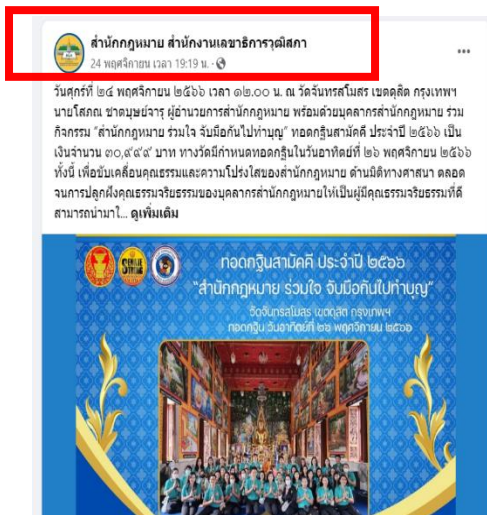 สำนักกฎหมาย สำนักงานเลขาธิการวุฒิสภา
24 พฤศจิกายน เวลา 19:19 น. ·
วันศุกร์ที่ ๒๔ พฤศจิกายน ๒๕๖๖ เวลา ๑๒.๐๐ น. ณ วัดจันทรสโมสร เขตดุสิต กรุงเทพฯ
นายโสภณ ชาตบุษย์จารุ ผู้อำนวยการสำนักกฎหมาย พร้อมด้วยบุคลากรสำนักกฎหมาย ร่วม
กิจกรรม "สำนักกฎหมาย ร่วมใจ จับมือกันไปทำบุญ" ทอดกฐินสามัคคี ประจำปี ๒๕๖๖ เป็น
เงินจำนวน ๓๐,๙๙๙ บาท ทางวัดมีกำหนดทอดกฐินในวันอาทิตย์ที่ ๒๖ พฤศจิกายน ๒๕๖๖
ทั้งนี้ เพื่อขับเคลื่อนคุณธรรมและความโปร่งใสของสำนักกฎหมาย ด้านมิติทางศาสนา ตลอด
จนการปลูกฝังคุณธรรมจริยธรรมของบุคลากรสำนักกฎหมายให้เป็นผู้มีคุณธรรมจริยธรรมที่ดี
สามารถนำมาใ... ดูเพิ่มเติม
ทอดกฐินสามัคคี ประจำปี ๒๕๖๖
"สำนักกฎหมาย ร่วมใจ จับมือกันไปทำบุญ"
วัดจันทรสโมสร เขตดุสิต กรุงเทพฯ
ทอดกฐิน วันอาทิตย์ที่ ๒๖ พฤศจิกายน ๒๕๖๖